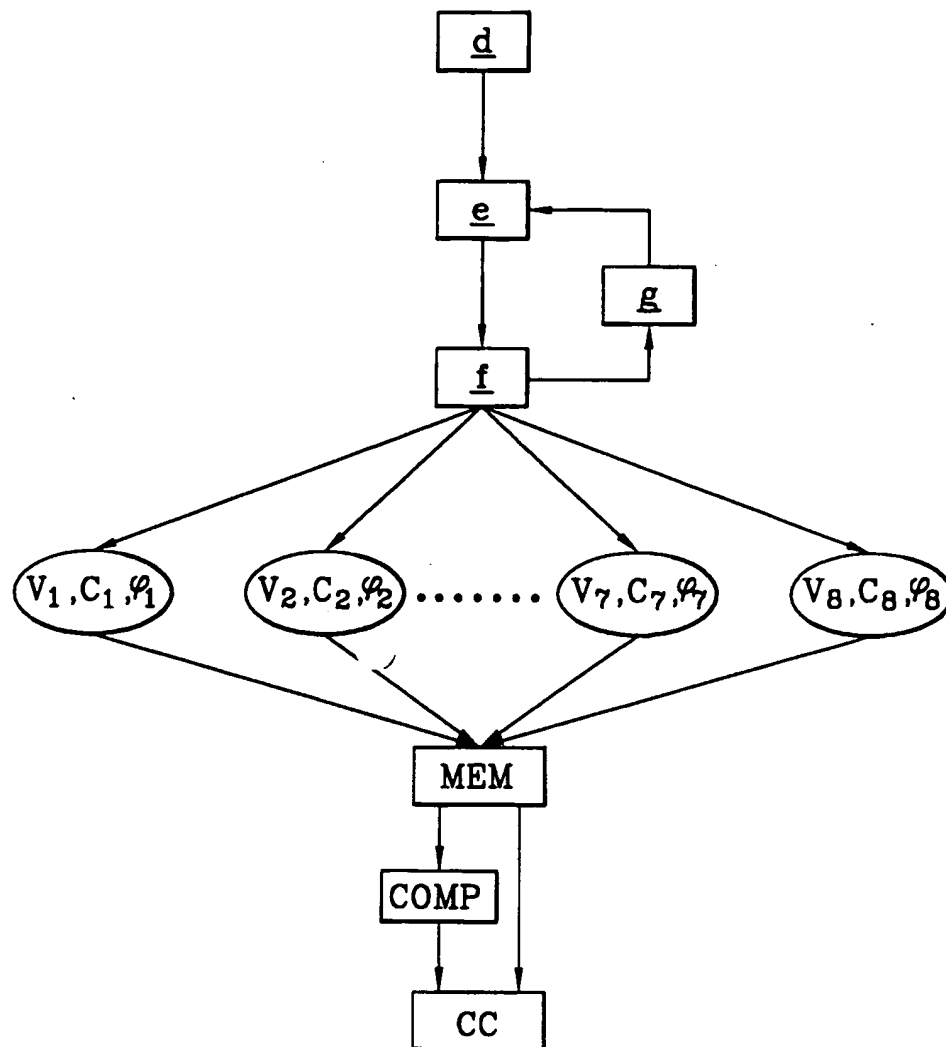 d
e
g
f
V₁,C₁,φ₁
V₂,C₂,φ₂
.......
V₇,C₇,φ₇
V₈,C₈,φ₈
MEM
COMP
CC